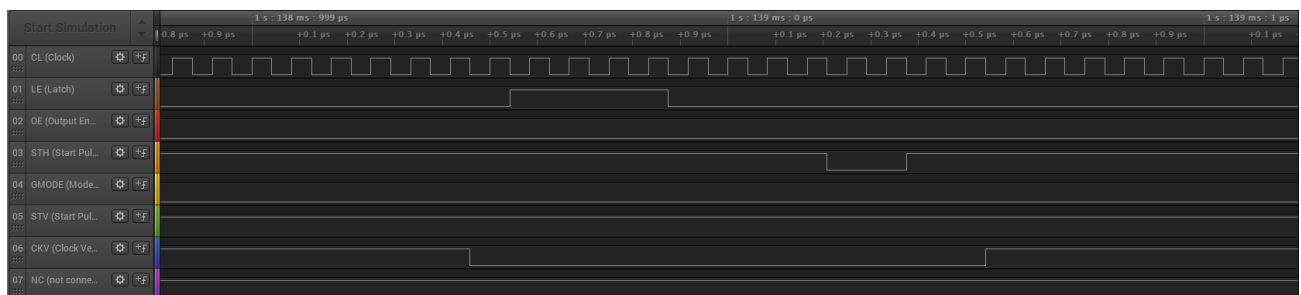 Start Simulation
1 s : 138 ms : 999 µs 1 s : 139 ms : 0 µs 1 s : 139 ms : 1 µs
0.8 µs +0.9 µs +0.1 µs +0.2 µs +0.3 µs +0.4 µs +0.5 µs +0.6 µs +0.7 µs +0.8 µs +0.9 µs +0.1 µs +0.2 µs +0.3 µs +0.4 µs +0.5 µs +0.6 µs +0.7 µs +0.8 µs +0.9 µs +0.1 µs
00 CL (Clock)
01 LE (Latch)
02 OE (Output En...
03 STH (Start Pul...
04 GMODE (Mode...
05 STV (Start Pul...
06 CKV (Clock Ve...
07 NC (not conne...